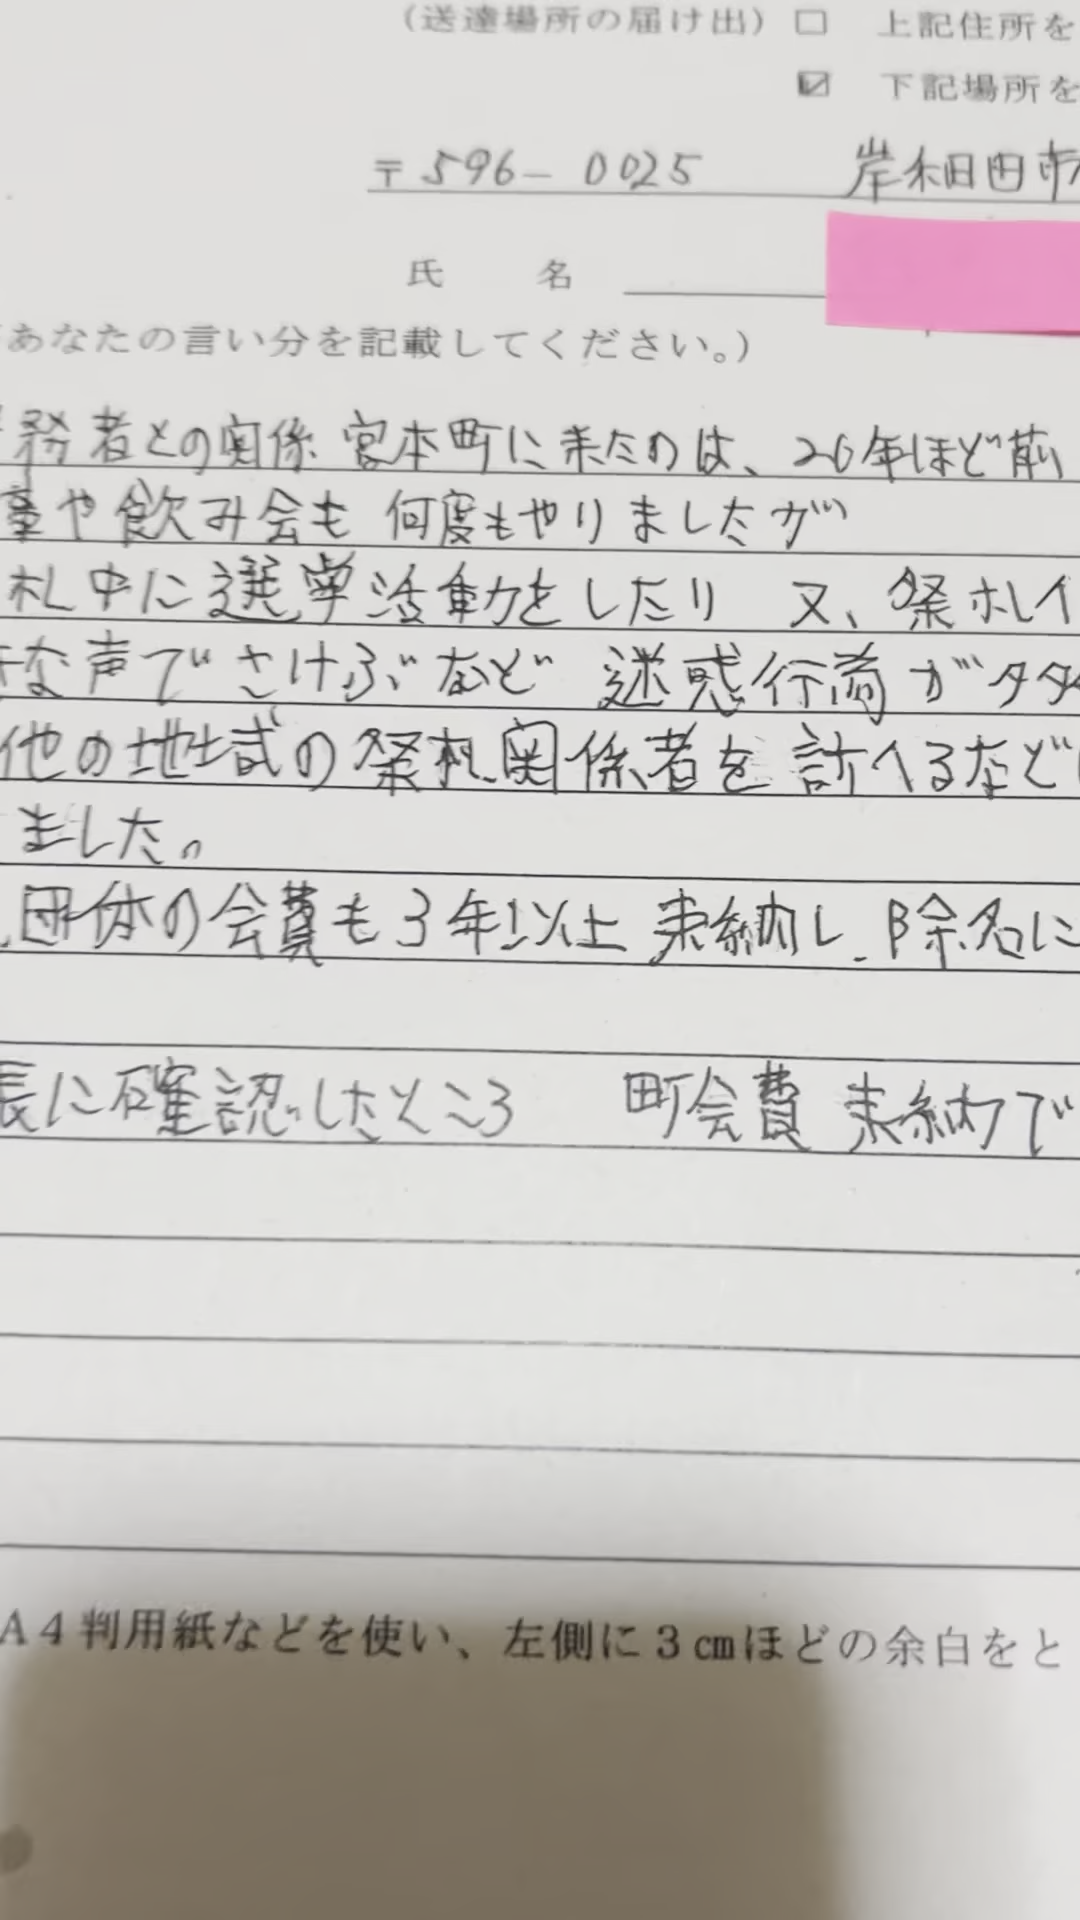 (送達場所の届け出) □ 上記住所を
☑ 下記場所を
〒596-0025 岸和田市
氏 名
あなたの言い分を記載してください。)
務者との関係 宮本町に来たのは、26年ほど前
や飲み会も 何度もやりましたが
札中に選挙活動をしたり 又、祭礼イ
な声でさけぶなど 迷惑行為が多
他の地域の祭礼関係者を訴へるなど
ました。
団体の会費も3年以上 未納し 除名に
長に確認したところ 町会費 未納で
A4判用紙などを使い、左側に3cmほどの余白をと